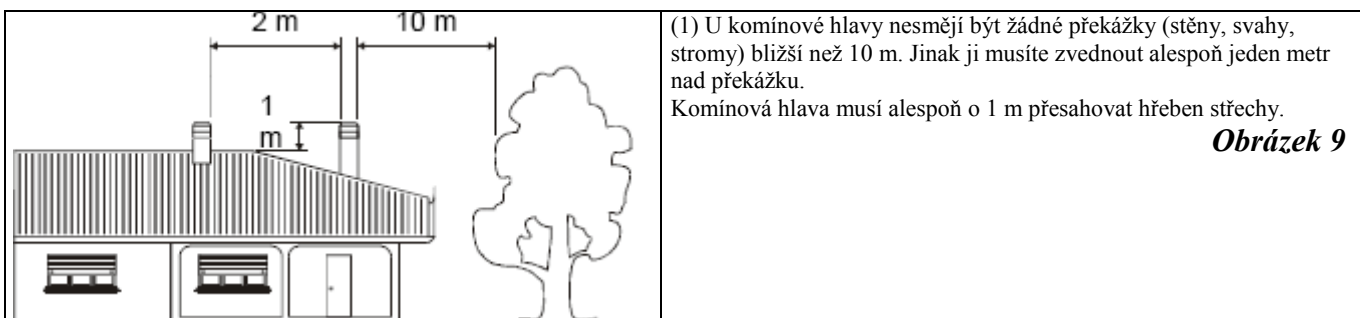 2 m
10 m
1
m
(1) U komínové hlavy nesmějí být žádné překážky (stěny, svahy,
stromy) bližší než 10 m. Jinak ji musíte zvednout alespoň jeden metr
nad překážku.
Komínová hlava musí alespoň o 1 m přesahovat hřeben střechy.
Obrázek 9